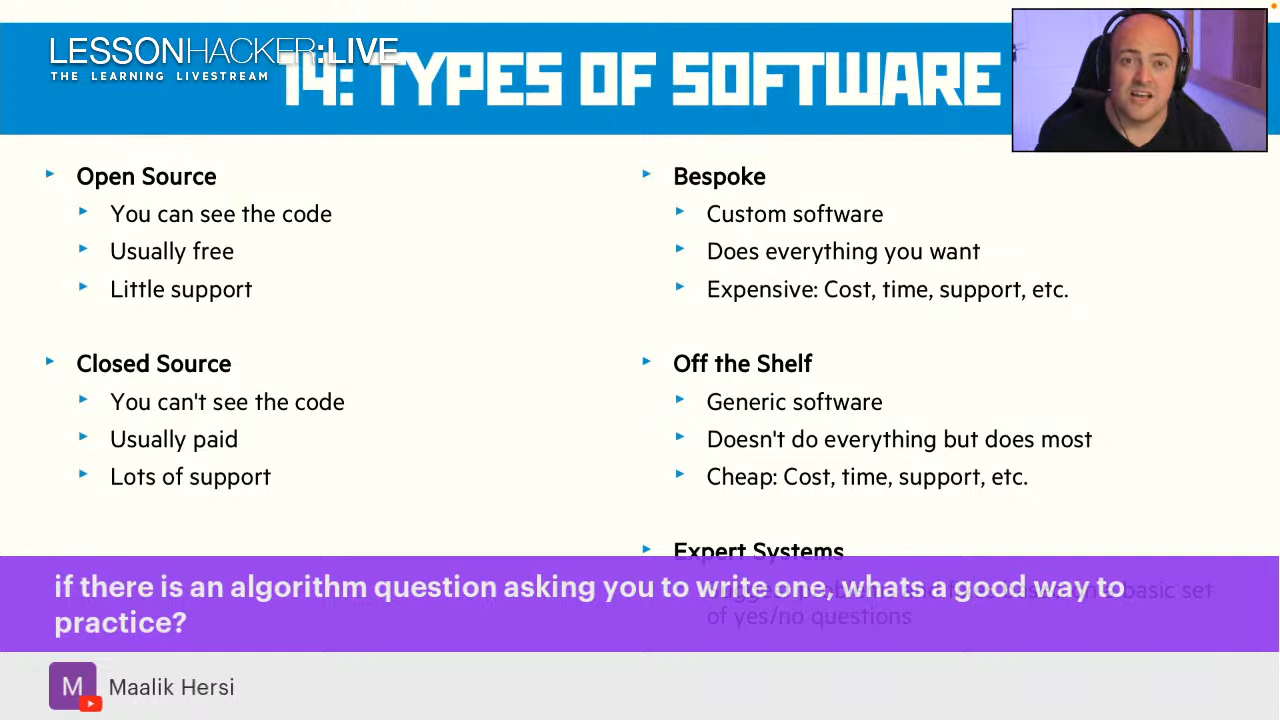 LESSONHACKER:LIVE
THE LEARNING LIVESTREAM
14: TYPES OF SOFTWARE
Open Source
You can see the code
Usually free
Little support
Closed Source
You can't see the code
Usually paid
Lots of support
Bespoke
Custom software
Does everything you want
Expensive: Cost, time, support, etc.
Off the Shelf
Generic software
Doesn't do everything but does most
Cheap: Cost, time, support, etc.
Expert Systems
basic set
of yes/no questions
if there is an algorithm question asking you to write one, whats a good way to
practice?
M
Maalik Hersi